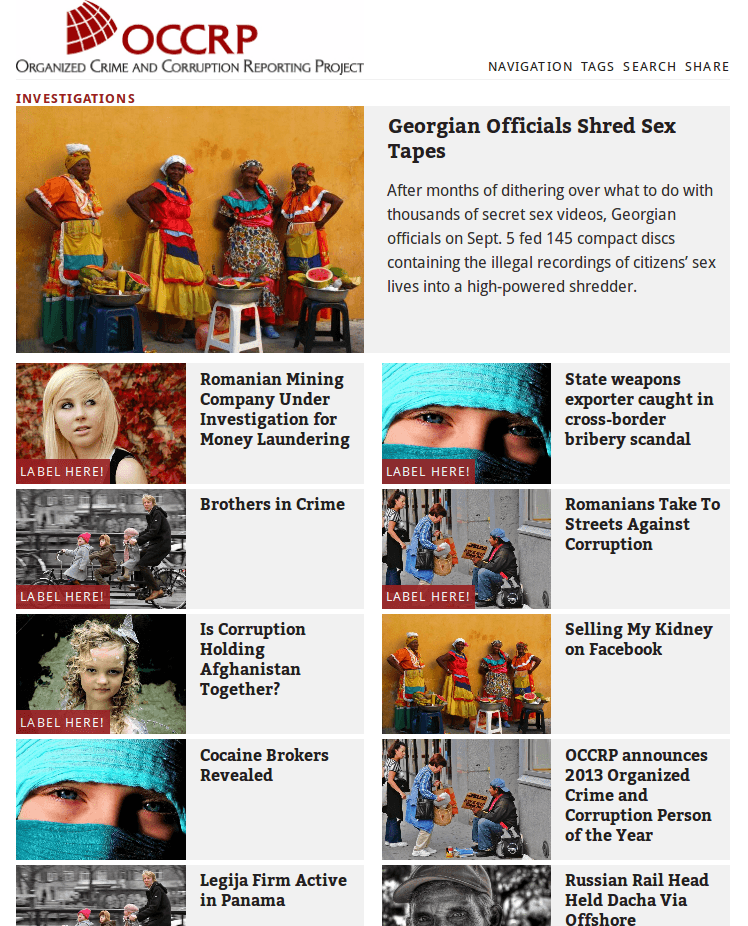 OCCRP
ORGANIZED CRIME AND CORRUPTION REPORTING PROJECT
NAVIGATION TAGS SEARCH SHARE
INVESTIGATIONS
Georgian Officials Shred Sex
Tapes
After months of dithering over what to do with
thousands of secret sex videos, Georgian
officials on Sept. 5 fed 145 compact discs
containing the illegal recordings of citizens’ sex
lives into a high-powered shredder.
LABEL HERE!
Romanian Mining
Company Under
Investigation for
Money Laundering
LABEL HERE!
State weapons
exporter caught in
cross-border
bribery scandal
LABEL HERE!
Brothers in Crime
LABEL HERE!
Romanians Take To
Streets Against
Corruption
LABEL HERE!
Is Corruption
Holding
Afghanistan
Together?
Selling My Kidney
on Facebook
Cocaine Brokers
Revealed
OCCRP announces
2013 Organized
Crime and
Corruption Person
of the Year
Legija Firm Active
in Panama
Russian Rail Head
Held Dacha Via
Offshore